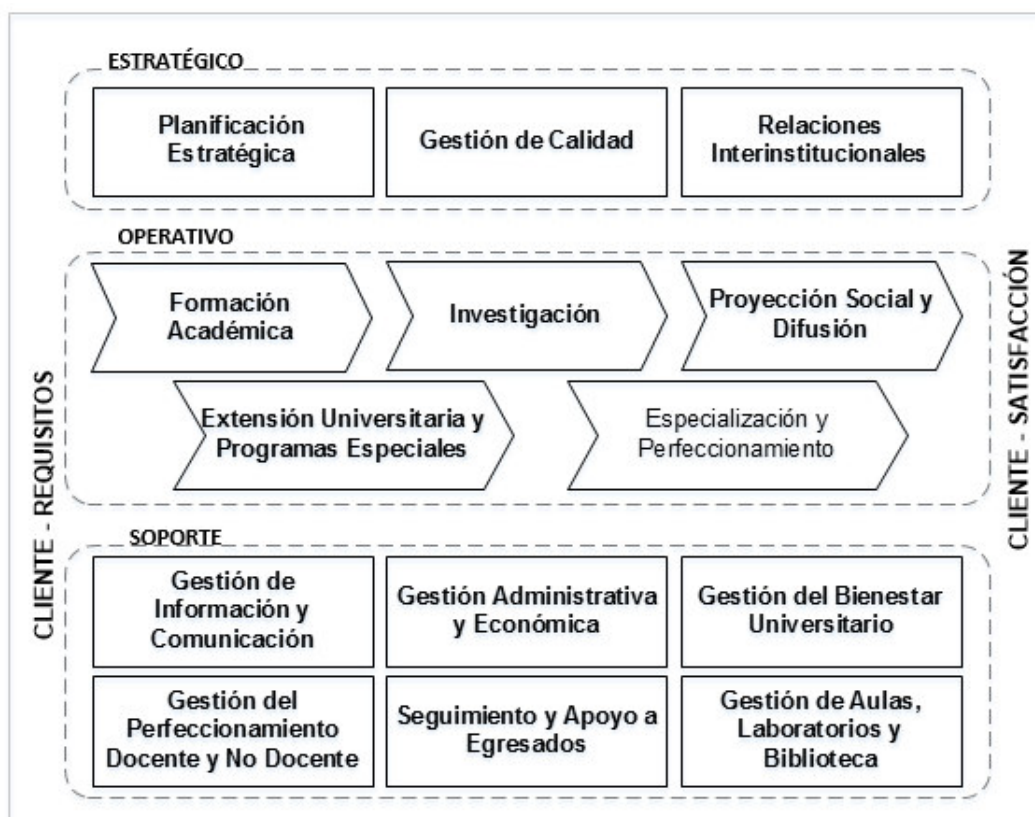 ESTRATÉGICO
Planificación
Estratégica
Gestión de Calidad
Relaciones
Interinstitucionales
OPERATIVO
Formación
Académica
Investigación
Proyección Social y
Difusión
Extensión Universitaria y
Programas Especiales
Especialización y
Perfeccionamiento
SOPORTE
Gestión de
Información y
Comunicación
Gestión Administrativa
y Económica
Gestión del Bienestar
Universitario
Gestión del
Perfeccionamiento
Docente y No Docente
Seguimiento y Apoyo a
Egresados
Gestión de Aulas,
Laboratorios y
Biblioteca
CLIENTE - REQUISITOS
CLIENTE - SATISFACCIÓN